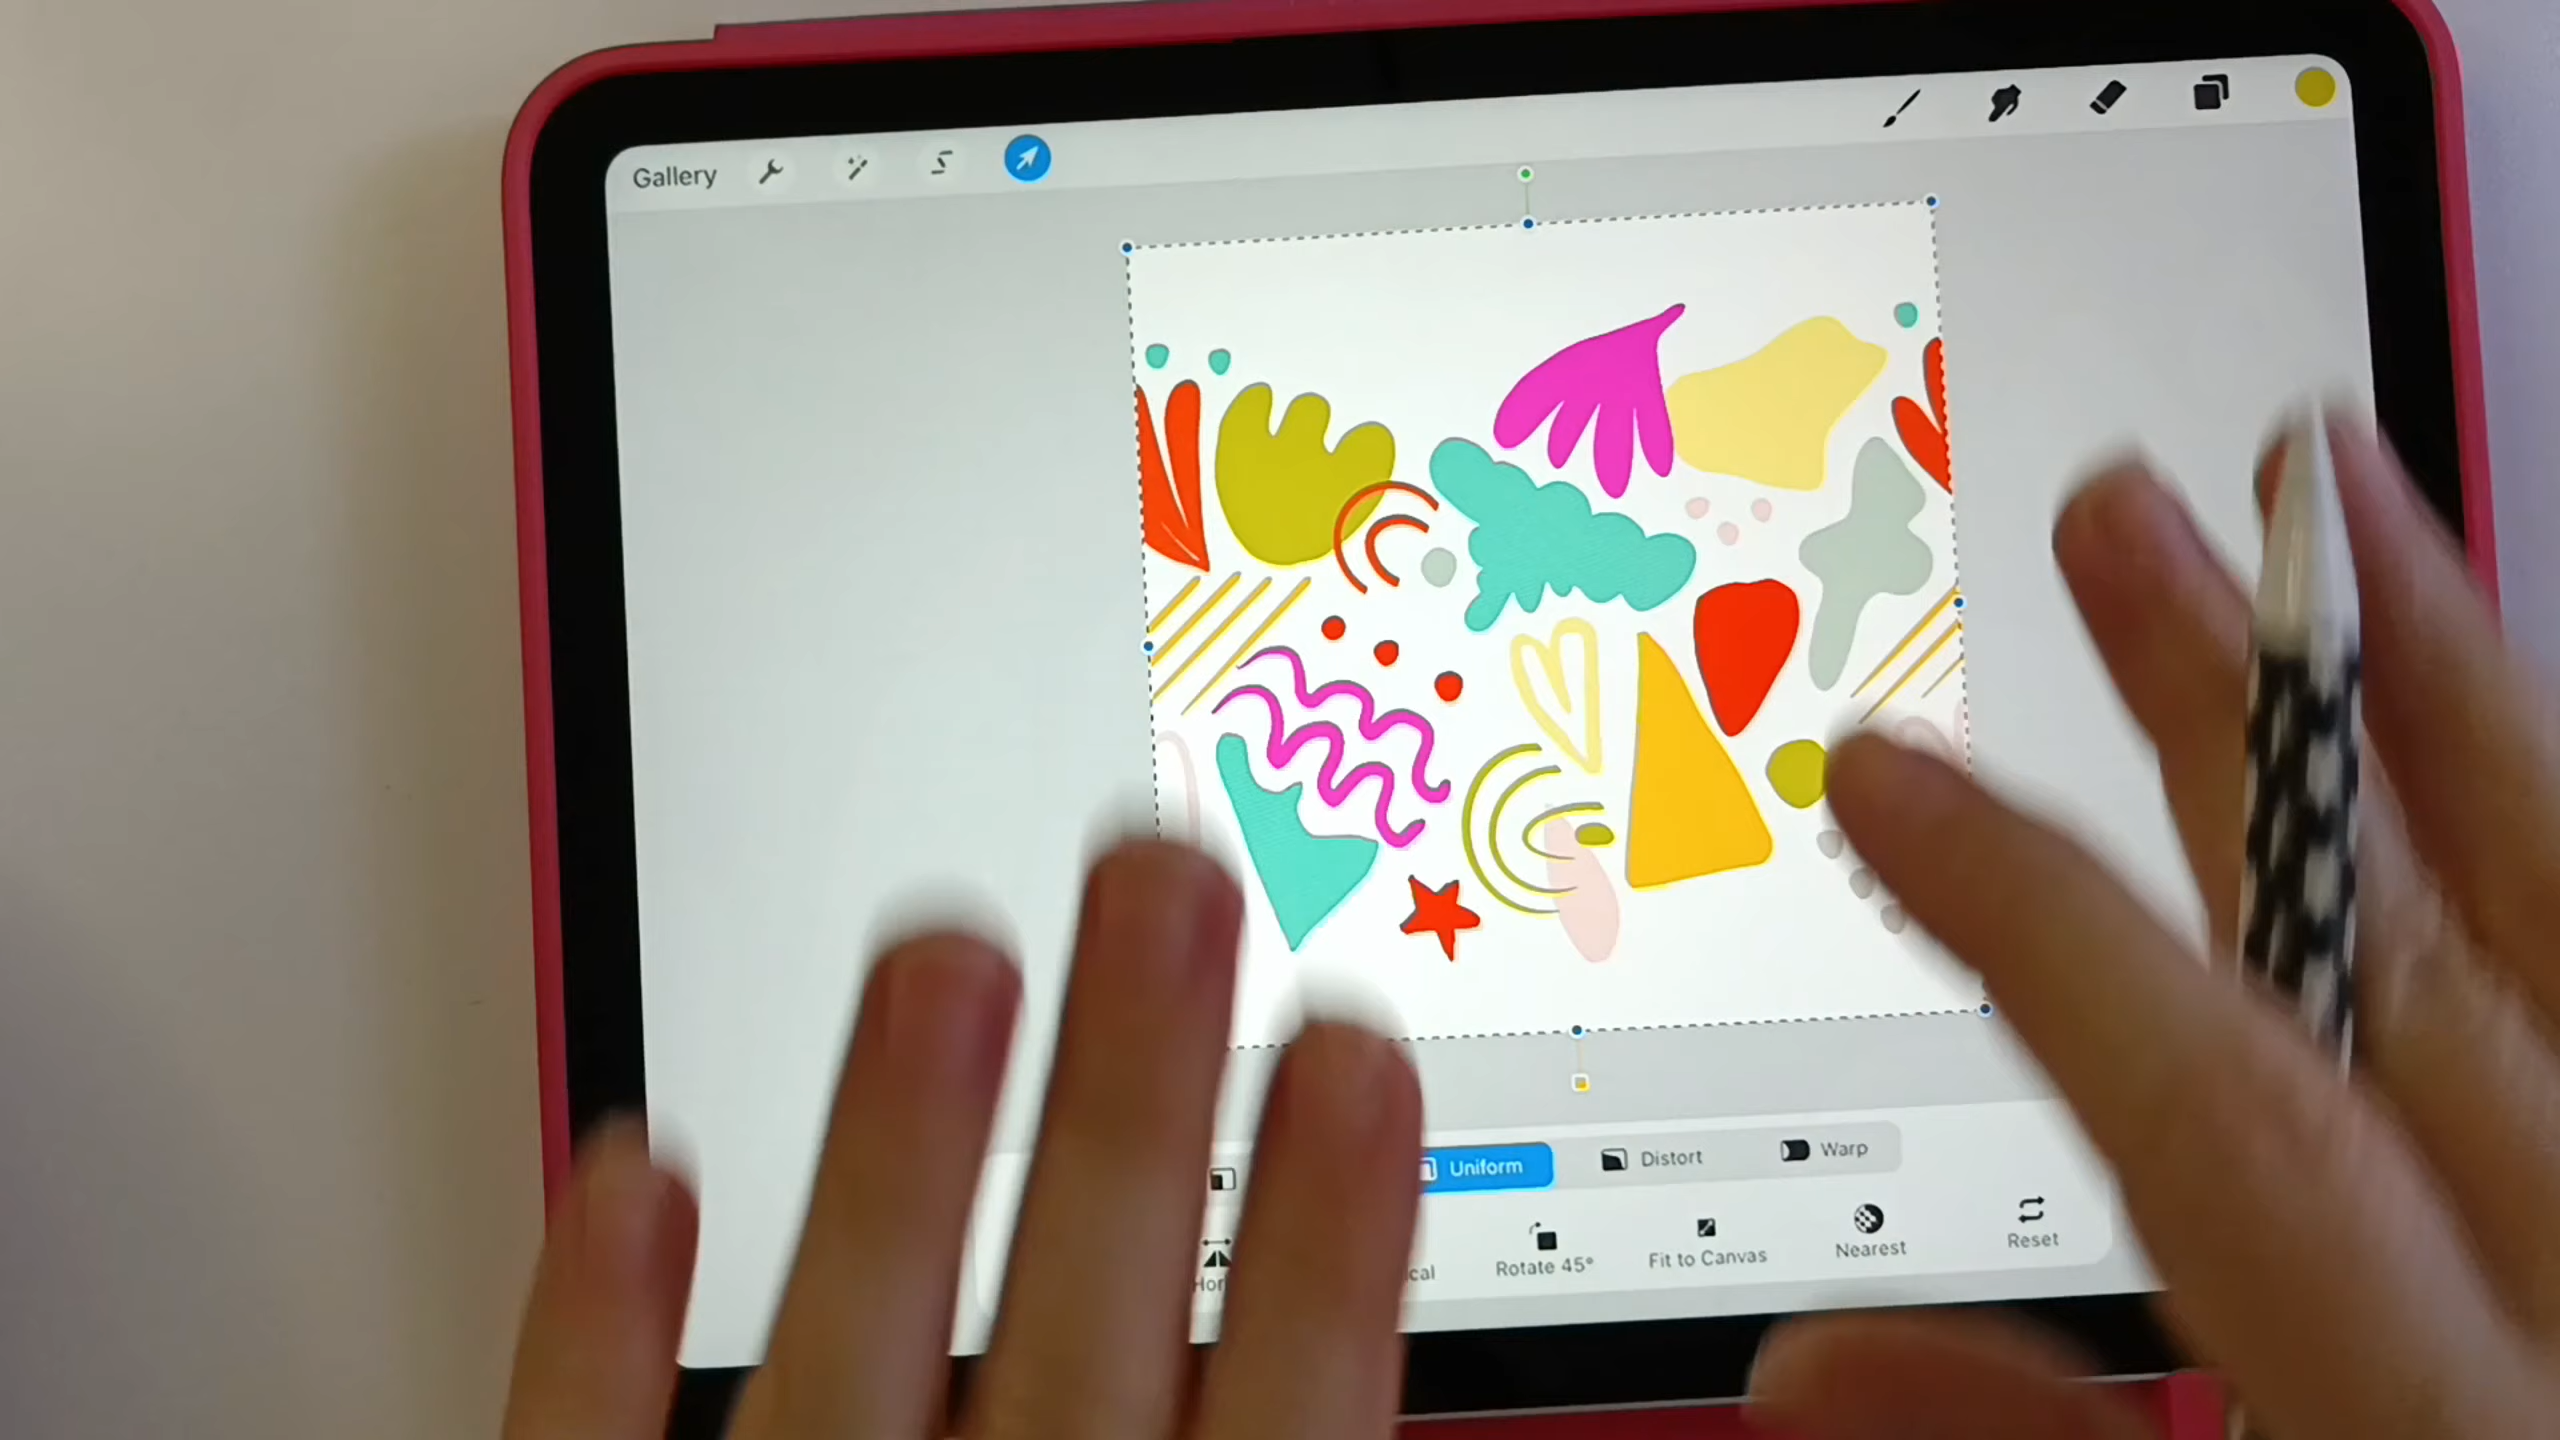 Gallery
Uniform
Distort
Warp
Rotate 45°
Fit to Canvas
Nearest
Reset